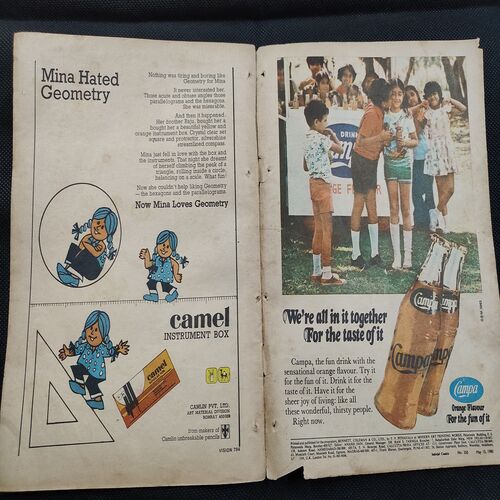 Mina Hated
Geometry
Nothing was tiring and boring like
Geometry for Mina
It never interested her.
Those acute and obtuse angles those
parallelograms and the hexagons.
She was miserable.
And then it happened...
Her brother Raju, bought her a
bought her a beautiful yellow and
orange instrument box. Crystal clear set
square and protractor, silvershine
streamlined compass.
Mina just fell in love with the box and
the instruments. That night she dreamt
of herself climbing the peak of a
triangle, rolling inside a circle,
balancing on a scale. What fun!
Now she couldn't help liking Geometry
— the hexagons and the parallelograms.
Now Mina Loves Geometry
camel
INSTRUMENT BOX
camel
CAMLIN PVT. LTD.
ART MATERIAL DIVISION
BOMBAY 400059
from makers of
Camlin unbreakable pencils
VISION 794
DRINK
We're all in it together
For the taste of it
Campa, the fun drink with the
sensational orange flavour. Try it
for the fun of it. Drink it for the
taste of it. Have it for the
sheer joy of living: like all
these wonderful, thirsty people.
Right now.
Campa
Campa
Campa
Campa
Orange Flavour
For the fun of it